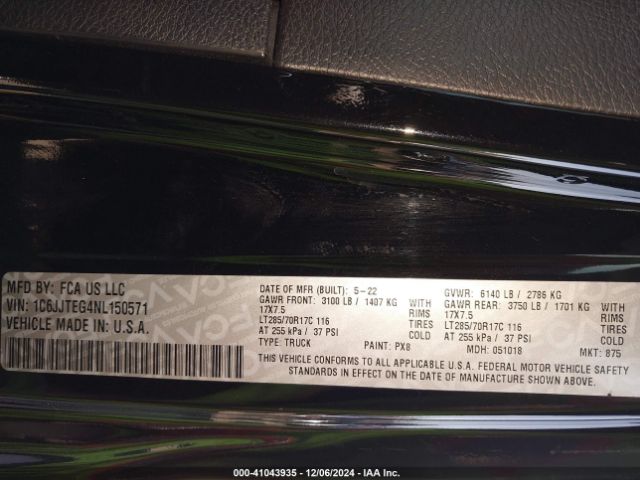 MFD BY: FCA US LLC
VIN: 1C6JJTEG4NL150571
VEHICLE MADE IN U.S.A.
DATE OF MFR (BUILT): 5-22
GAWR FRONT: 3100 LB / 1407 KG
17X7.5 WITH RIMS
LT285/70R17C 116 TIRES
AT 255 kPa / 37 PSI COLD
TYPE: TRUCK PAINT: PX8
GVWR: 6140 LB / 2786 KG
GAWR REAR: 3750 LB / 1701 KG
17X7.5 WITH RIMS
LT285/70R17C 116 TIRES
AT 255 kPa / 37 PSI COLD
MDH: 051018 MKT: 875
THIS VEHICLE CONFORMS TO ALL APPLICABLE U.S.A. FEDERAL MOTOR VEHICLE SAFETY
STANDARDS IN EFFECT ON THE DATE OF MANUFACTURE SHOWN ABOVE.
000-41043935 - 12/06/2024 - IAA Inc.